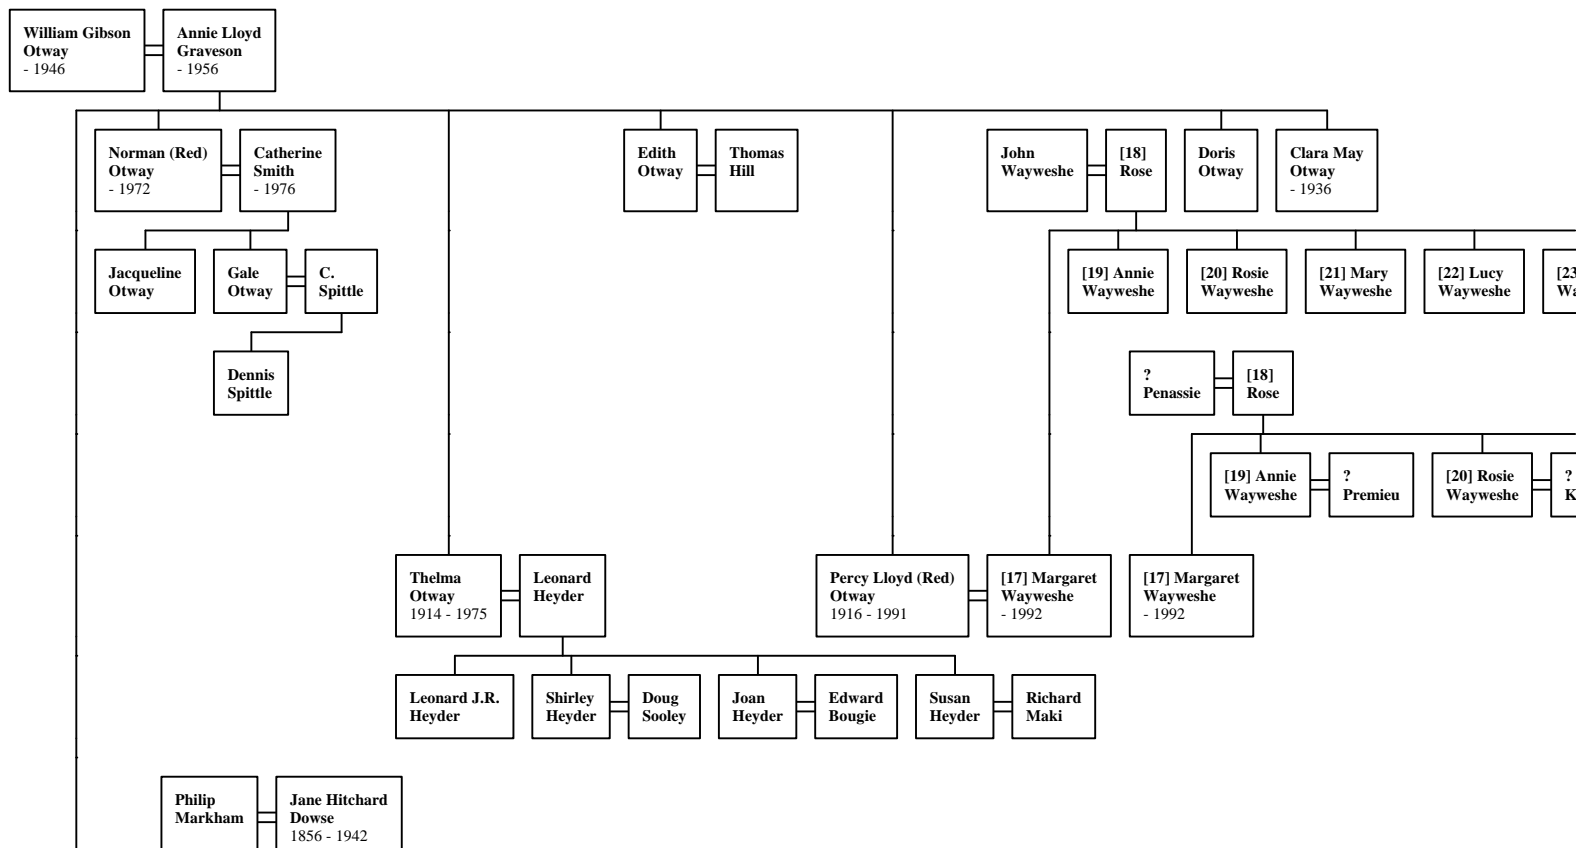 William Gibson
Otway
- 1946
Annie Lloyd
Graveson
- 1956
Norman (Red)
Otway
- 1972
Catherine
Smith
- 1976
Edith
Otway
Thomas
Hill
John
Wayweshe
[18]
Rose
Doris
Otway
Clara May
Otway
- 1936
Jacqueline
Otway
Gale
Otway
C.
Spittle
[19] Annie
Wayweshe
[20] Rosie
Wayweshe
[21] Mary
Wayweshe
[22] Lucy
Wayweshe
[23
Wa
Dennis
Spittle
?
Penassie
[18]
Rose
[19] Annie
Wayweshe
?
Premieu
[20] Rosie
Wayweshe
?
K
Thelma
Otway
1914 - 1975
Leonard
Heyder
Percy Lloyd (Red)
Otway
1916 - 1991
[17] Margaret
Wayweshe
- 1992
[17] Margaret
Wayweshe
- 1992
Leonard J.R.
Heyder
Shirley
Heyder
Doug
Sooley
Joan
Heyder
Edward
Bougie
Susan
Heyder
Richard
Maki
Philip
Markham
Jane Hitchard
Dowse
1856 - 1942